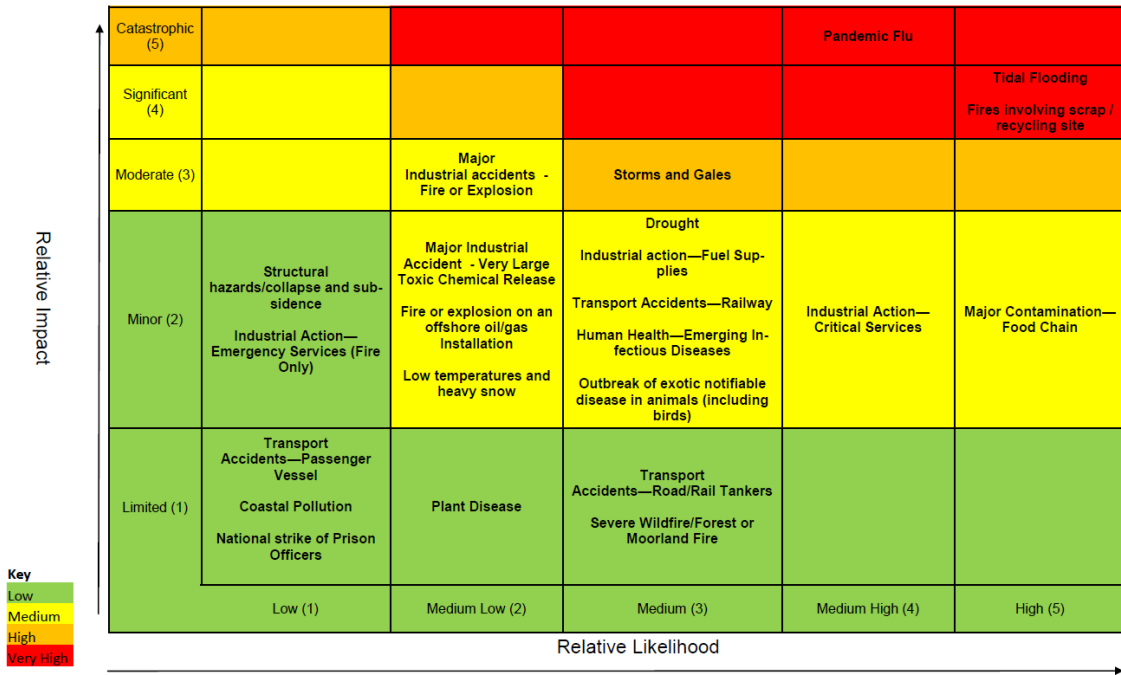 Catastrophic
(5)
Pandemic Flu
Significant
(4)
Tidal Flooding
Fires involving scrap /
recycling site
Moderate (3)
Major
Industrial accidents -
Fire or Explosion
Storms and Gales
Relative Impact
Minor (2)
Structural
hazards/collapse and sub-
sidence
Industrial Action—
Emergency Services (Fire
Only)
Major Industrial
Accident - Very Large
Toxic Chemical Release
Fire or explosion on an
offshore oil/gas
Installation
Low temperatures and
heavy snow
Drought
Industrial action—Fuel Sup-
plies
Transport Accidents—Railway
Human Health—Emerging In-
fectious Diseases
Outbreak of exotic notifiable
disease in animals (including
birds)
Industrial Action—
Critical Services
Major Contamination—
Food Chain
Limited (1)
Transport
Accidents—Passenger
Vessel
Coastal Pollution
National strike of Prison
Officers
Plant Disease
Transport
Accidents—Road/Rail Tankers
Severe Wildfire/Forest or
Moorland Fire
Key
Low
Medium
High
Very High
Low (1)
Medium Low (2)
Medium (3)
Medium High (4)
High (5)
Relative Likelihood